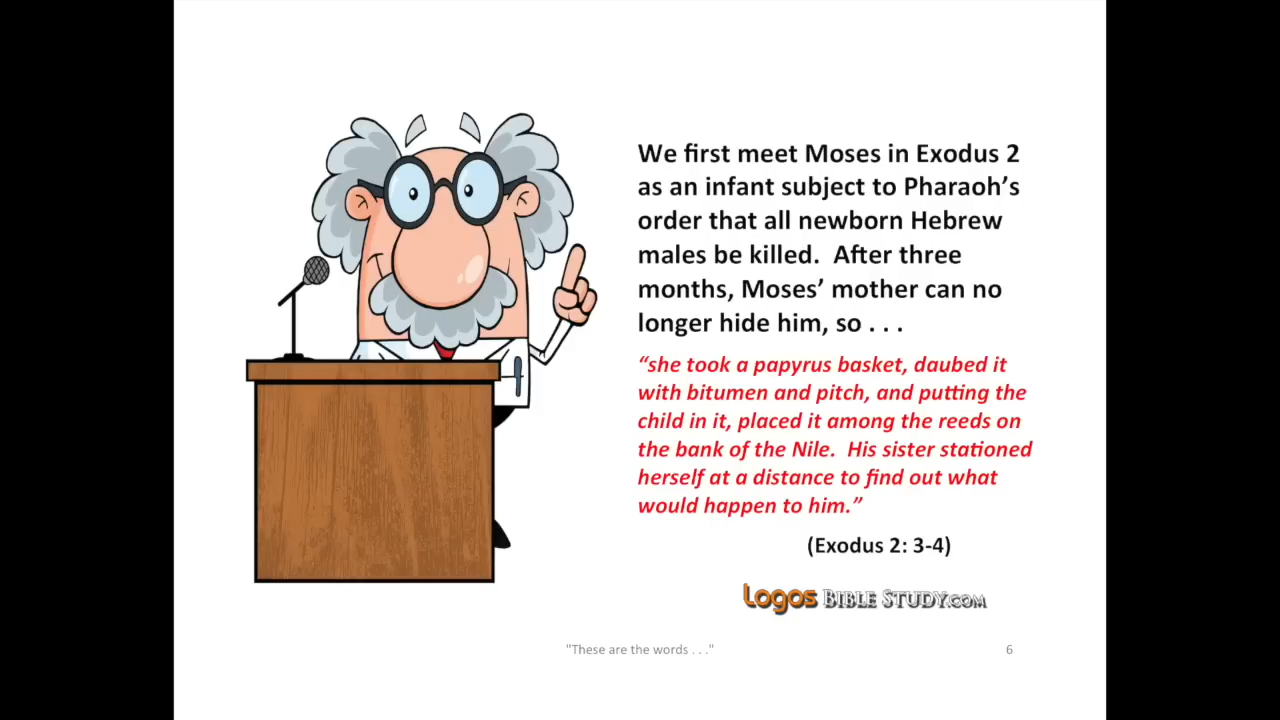 We first meet Moses in Exodus 2
as an infant subject to Pharaoh’s
order that all newborn Hebrew
males be killed.  After three
months, Moses’ mother can no
longer hide him, so . . .
“she took a papyrus basket, daubed it
with bitumen and pitch, and putting the
child in it, placed it among the reeds on
the bank of the Nile.  His sister stationed
herself at a distance to find out what
would happen to him.”
(Exodus 2: 3-4)
Logos BIBLE STUDY.COM
"These are the words . . ."
6